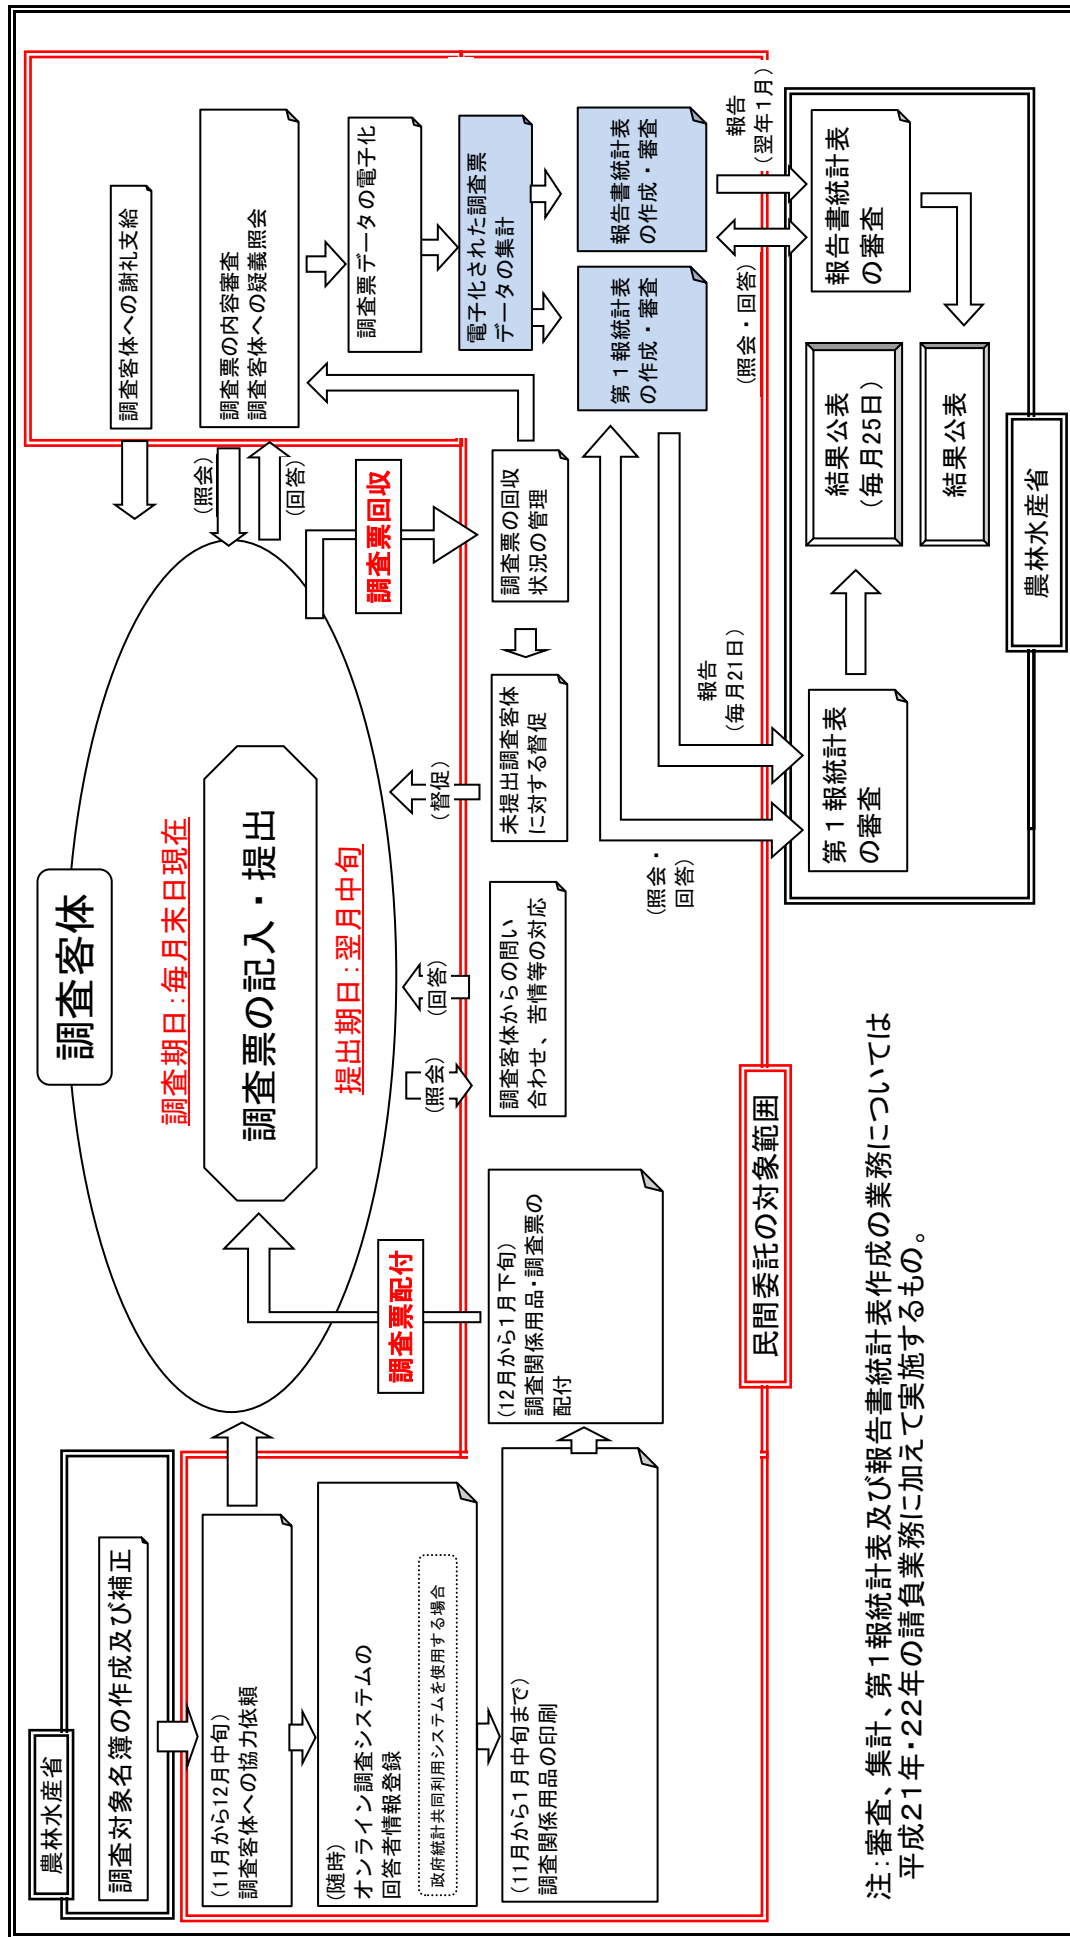 農林水産省
調査対象名簿の作成及び補正
(11月から12月中旬)
調査客体への協力依頼
(随時)
オンライン調査システムの
回答者情報登録
政府統計共同利用システムを使用する場合
(11月から1月中旬まで)
調査関係用品の印刷
(12月から1月下旬)
調査関係用品・調査票の
配付
調査票配付
調査客体
調査期日:毎月末日現在
調査票の記入・提出
提出期日:翌月中旬
(照会)
(回答)
調査客体からの問い
合わせ、苦情等の対応
(督促)
未提出調査客体
に対する督促
調査票回収
調査票の回収
状況の管理
調査客体への謝礼支給
(照会)
(回答)
調査票の内容審査
調査客体への疑義照会
調査票データの電子化
電子化された調査票
データの集計
第1報統計表
の作成・審査
報告書統計表
の作成・審査
(照会・
回答)
報告
(毎月21日)
(照会・回答)
報告
(翌年1月)
民間委託の対象範囲
第1報統計表
の審査
結果公表
(毎月25日)
報告書統計表
の審査
結果公表
農林水産省
注:審査、集計、第1報統計表及び報告書統計表作成の業務については
平成21年・22年の請負業務に加えて実施するもの。